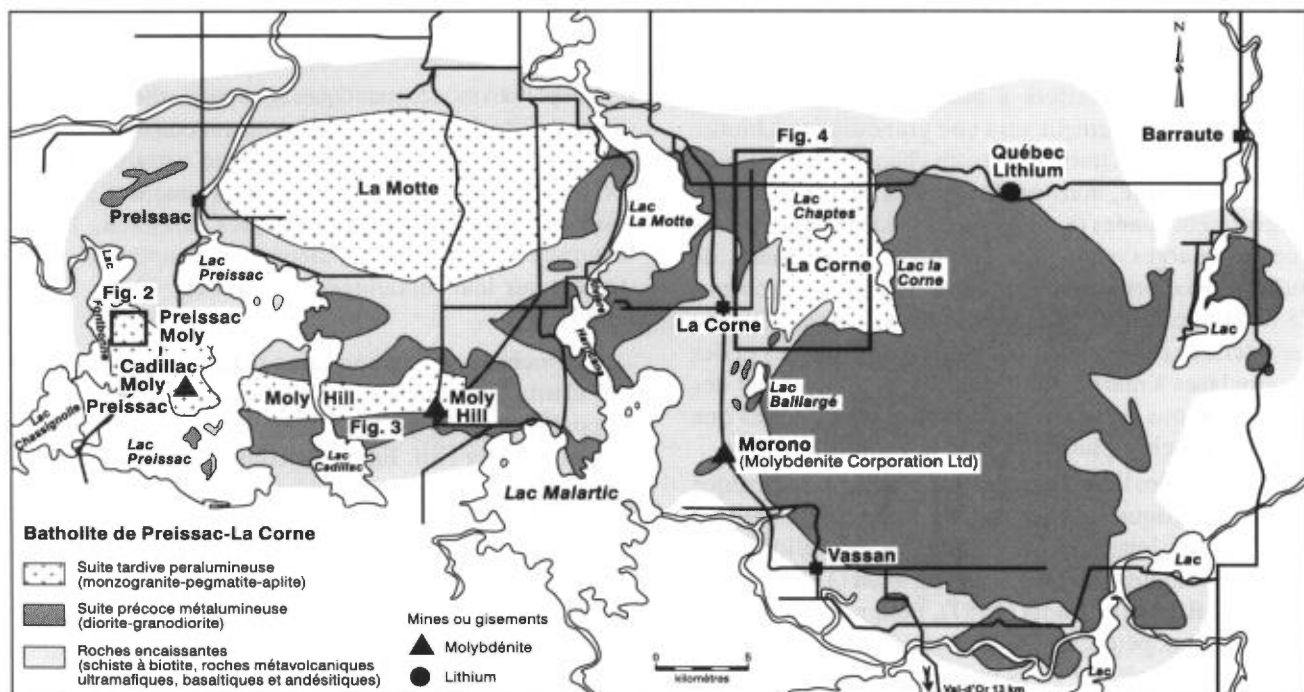 N
Barraute
Fig. 4
Québec
Lithium
La Motte
Lac
La Motte
Lac
Chaptes
Preissac
Lac
Preissac
Lac
La Corne
Lac la
Corne
Fig. 2
Fontbonne
Preissac
Moly
La Corne
Lac
Cadillac
Moly
Preissac
Moly Hill
Moly
Hill
Fig. 3
Lac
Baillargé
Lac
Chassignolle
Lac
Preissac
Lac
Cadillac
Morono
(Molybdenite Corporation Ltd)
Lac Malartic
Batholite de Preissac-La Corne
Suite tardive peralumineuse
(monzogranite-pegmatite-aplite)
Suite précoce métalumineuse
(diorite-granodiorite)
Roches encaissantes
(schiste à biotite, roches métavolcaniques
ultramafiques, basaltiques et andésitiques)
Mines ou gisements
Molybdénite
Lithium
Vassan
Lac
5 0 5
kilomètres
Lac
Val-d'Or 13 km